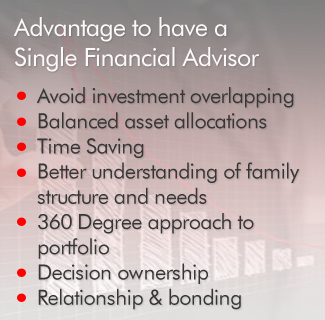 Advantage to have a
Single Financial Advisor
• Avoid investment overlapping
• Balanced asset allocations
• Time Saving
• Better understanding of family
structure and needs
• 360 Degree approach to
portfolio
• Decision ownership
• Relationship & bonding